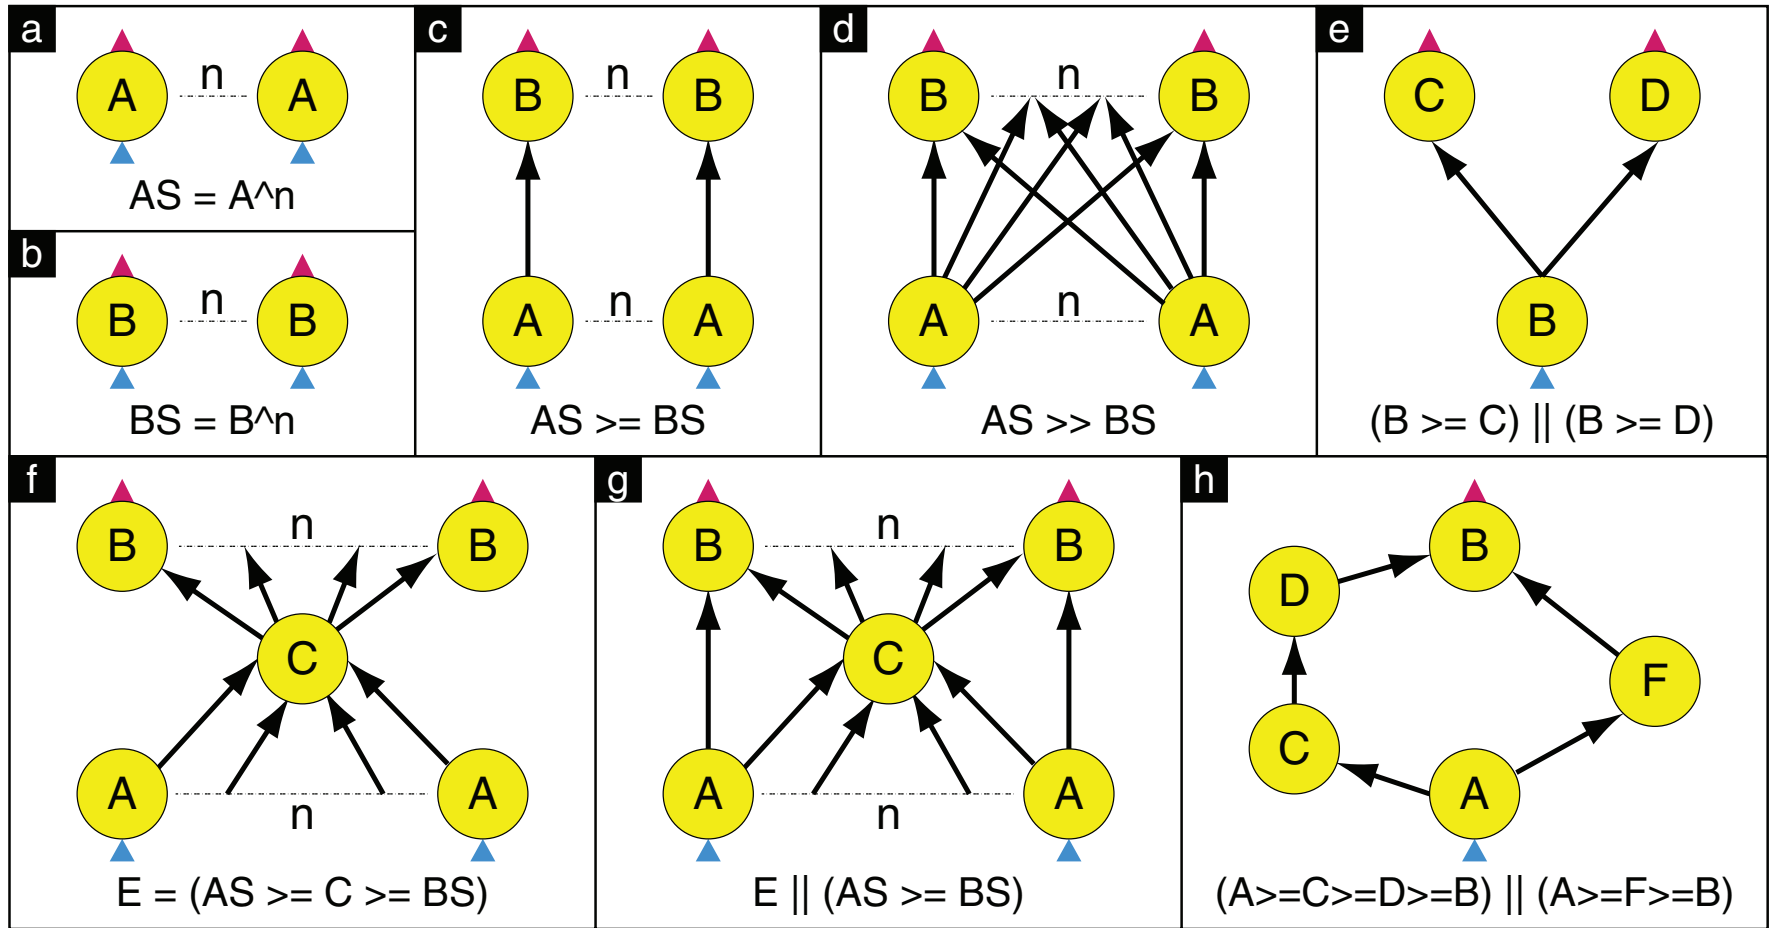 a
A n A
AS = A^n
b
B n B
BS = B^n
c
B n B
A n A
AS >= BS
d
B n B
A n A
AS >> BS
e
C D
B
(B >= C) || (B >= D)
f
n
B B
C
A A
n
E = (AS >= C >= BS)
g
n
B B
C
A A
n
E || (AS >= BS)
h
B
D
F
C
A
(A>=C>=D>=B) || (A>=F>=B)